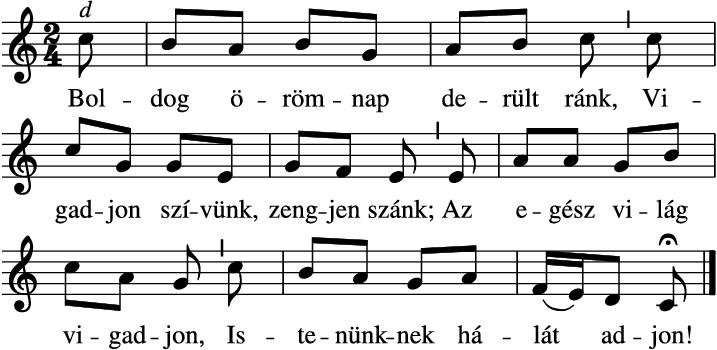 d
Bol – dog ö – röm – nap de – rült ránk, Vi –
gad – jon szí – vünk, zeng – jen szánk; Az e – gész vi – lág
vi – gad – jon, Is – te – nünk – nek há – lát ad – jon!